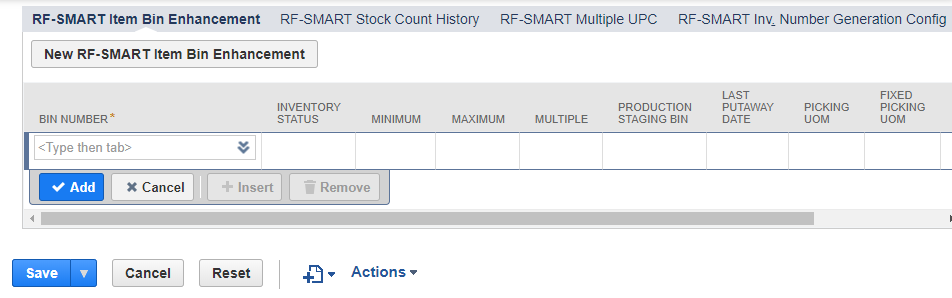 RF-SMART Item Bin Enhancement RF-SMART Stock Count History RF-SMART Multiple UPC RF-SMART Inv. Number Generation Config
New RF-SMART Item Bin Enhancement
BIN NUMBER* INVENTORY STATUS MINIMUM MAXIMUM MULTIPLE PRODUCTION STAGING BIN LAST PUTAWAY DATE PICKING UOM FIXED PICKING UOM
<Type then tab>
Add Cancel Insert Remove
Save Cancel Reset Actions